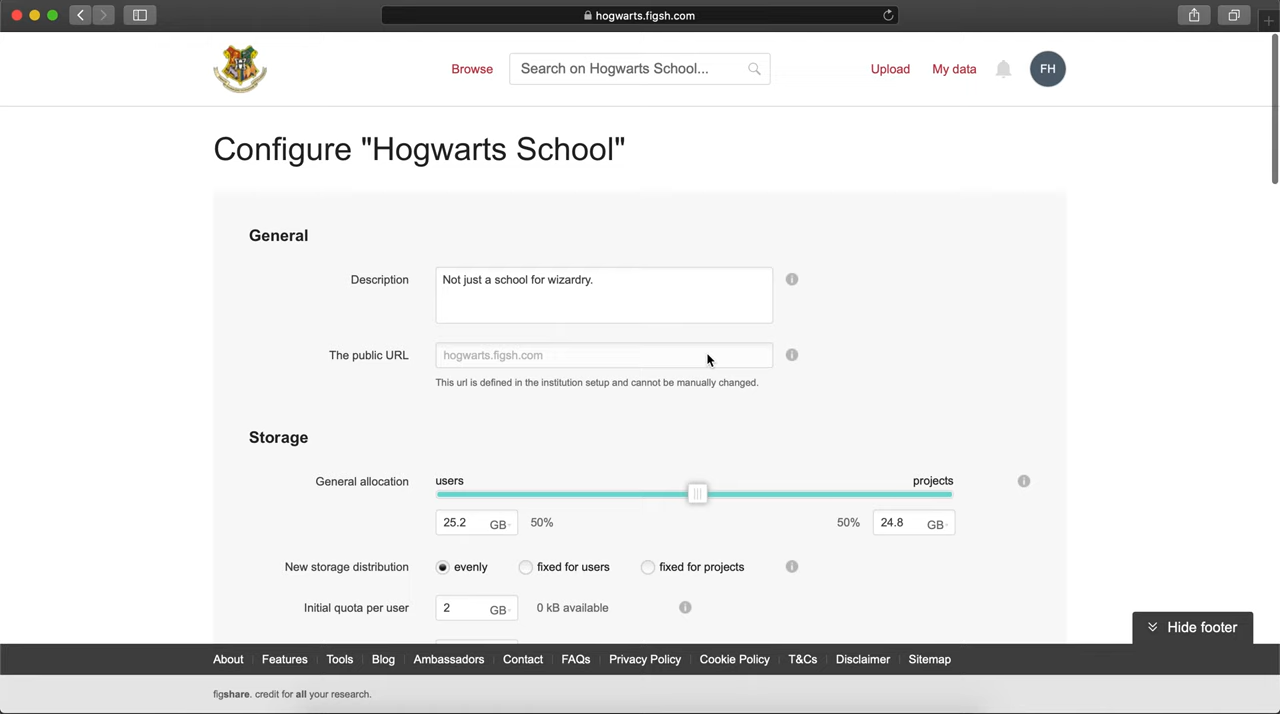 hogwarts.figsh.com
Browse
Search on Hogwarts School...
Upload
My data
FH
Configure "Hogwarts School"
General
Description
Not just a school for wizardry.
The public URL
hogwarts.figsh.com
This url is defined in the institution setup and cannot be manually changed.
Storage
General allocation
users
projects
25.2 GB
50%
50%
24.8 GB
New storage distribution
evenly
fixed for users
fixed for projects
Initial quota per user
2 GB
0 kB available
Hide footer
About
Features
Tools
Blog
Ambassadors
Contact
FAQs
Privacy Policy
Cookie Policy
T&Cs
Disclaimer
Sitemap
figshare. credit for all your research.